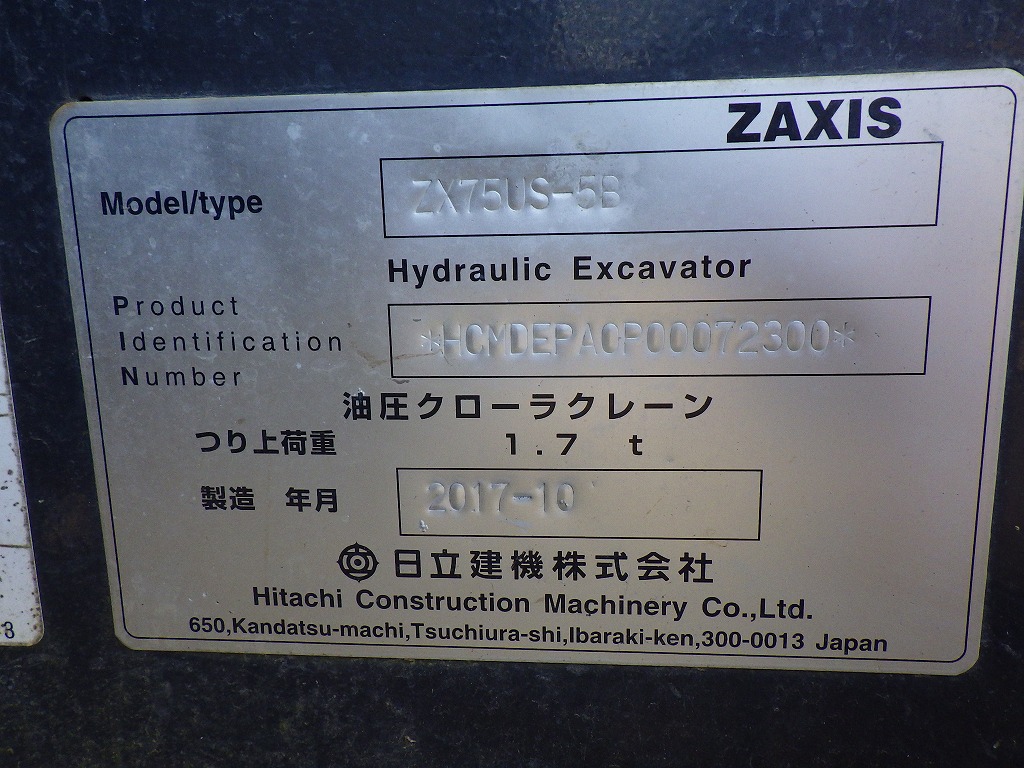 ZAXIS
Model/type ZX75US-5B
Hydraulic Excavator
Product
Identification
Number
*HCMDEPA0P00072300*
油圧クローラクレーン
つり上荷重 1.7 t
製造 年月 2017-10
日立建機株式会社
Hitachi Construction Machinery Co.,Ltd.
650,Kandatsu-machi,Tsuchiura-shi,Ibaraki-ken,300-0013 Japan
8